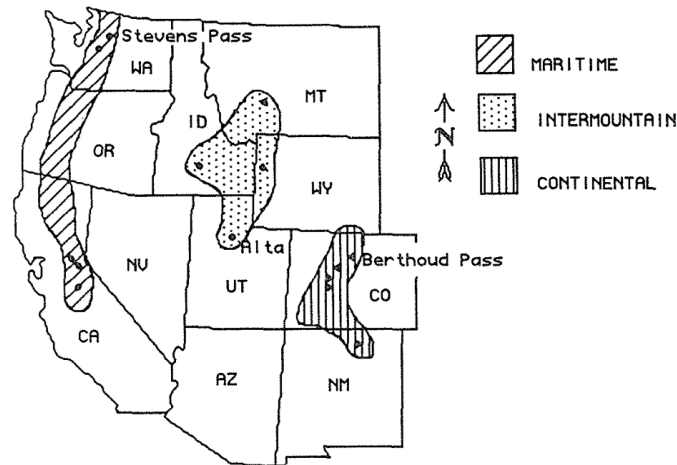 Stevens Pass
WA
MARITIME
MT
ID
N
INTERMOUNTAIN
OR
WY
CONTINENTAL
Alta
NV
UT
Berthoud Pass
CO
CA
AZ
NM